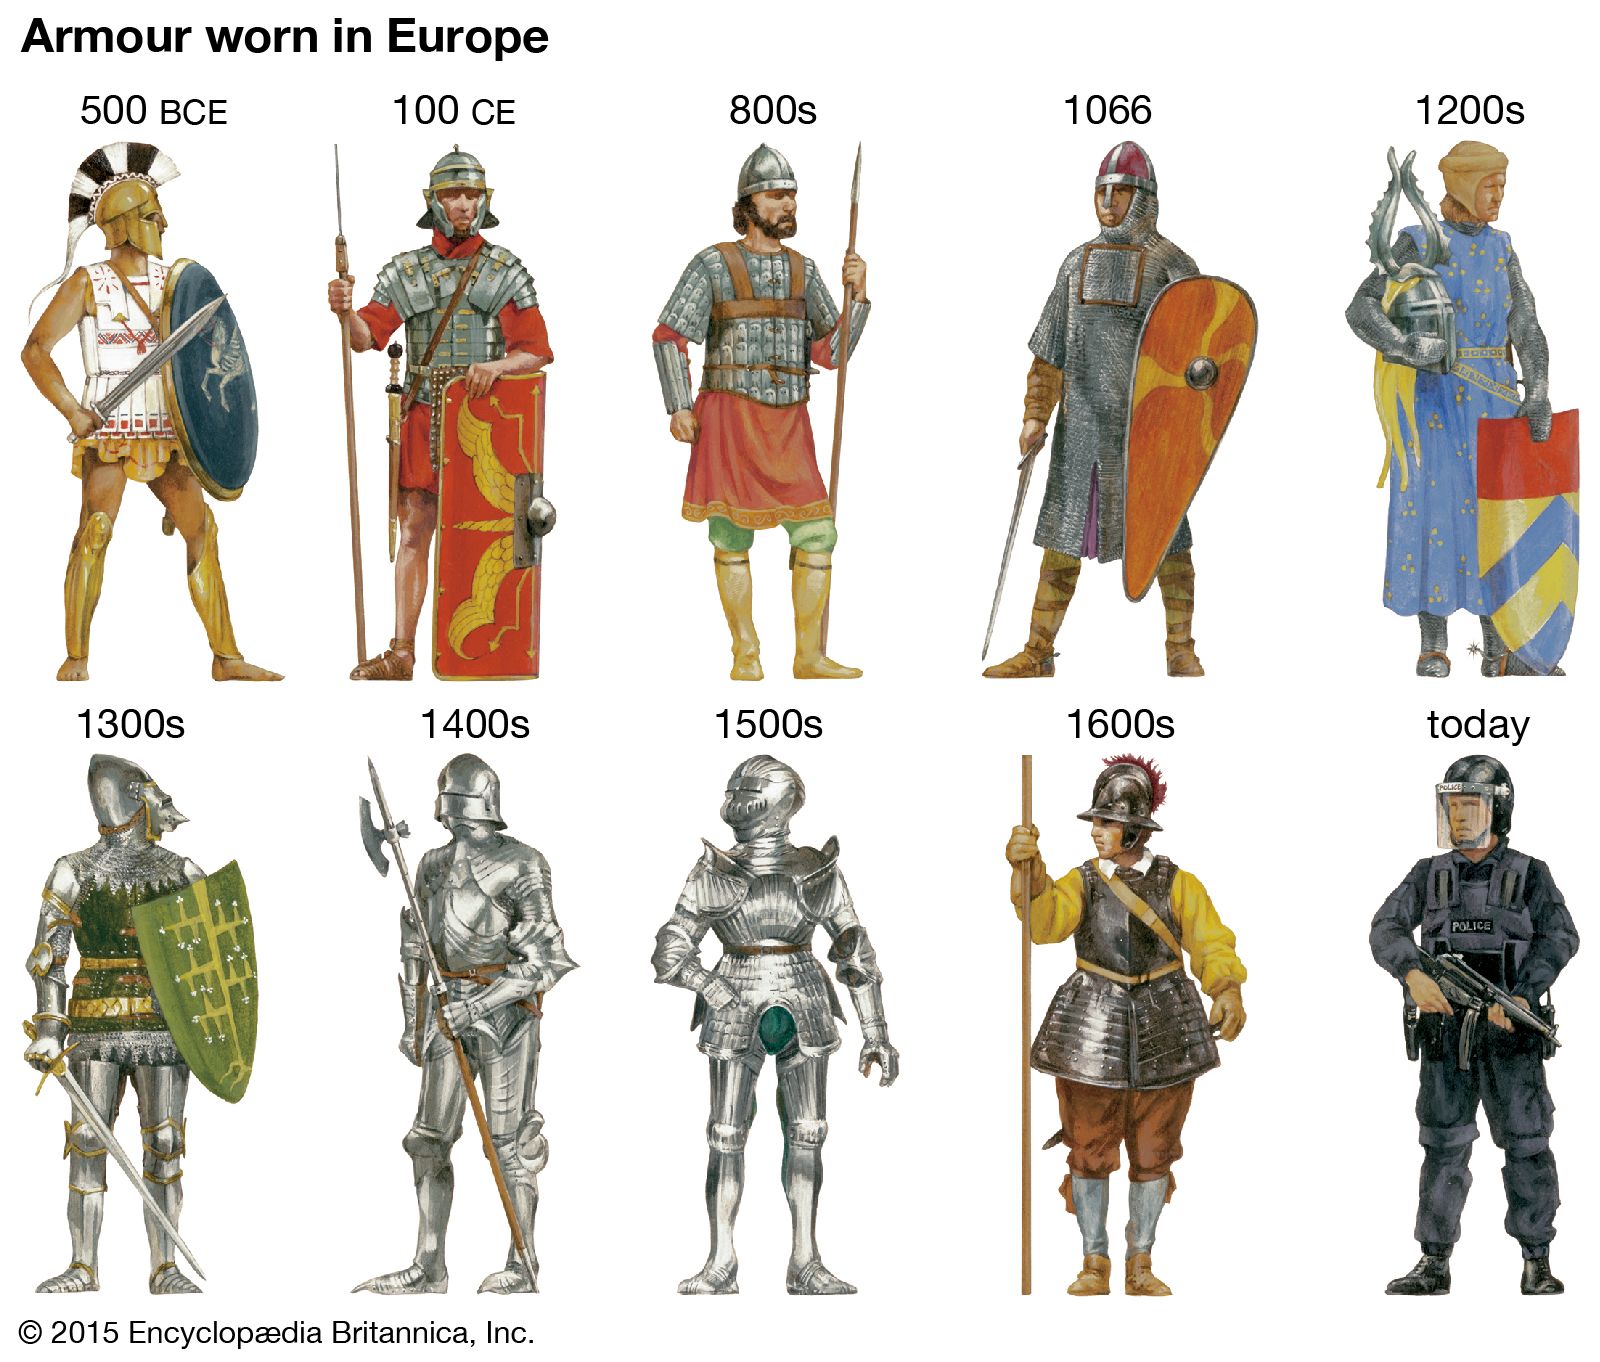 Armour worn in Europe
500 BCE
100 CE
800s
1066
1200s
1300s
1400s
1500s
1600s
today
POLICE
POLICE
© 2015 Encyclopædia Britannica, Inc.